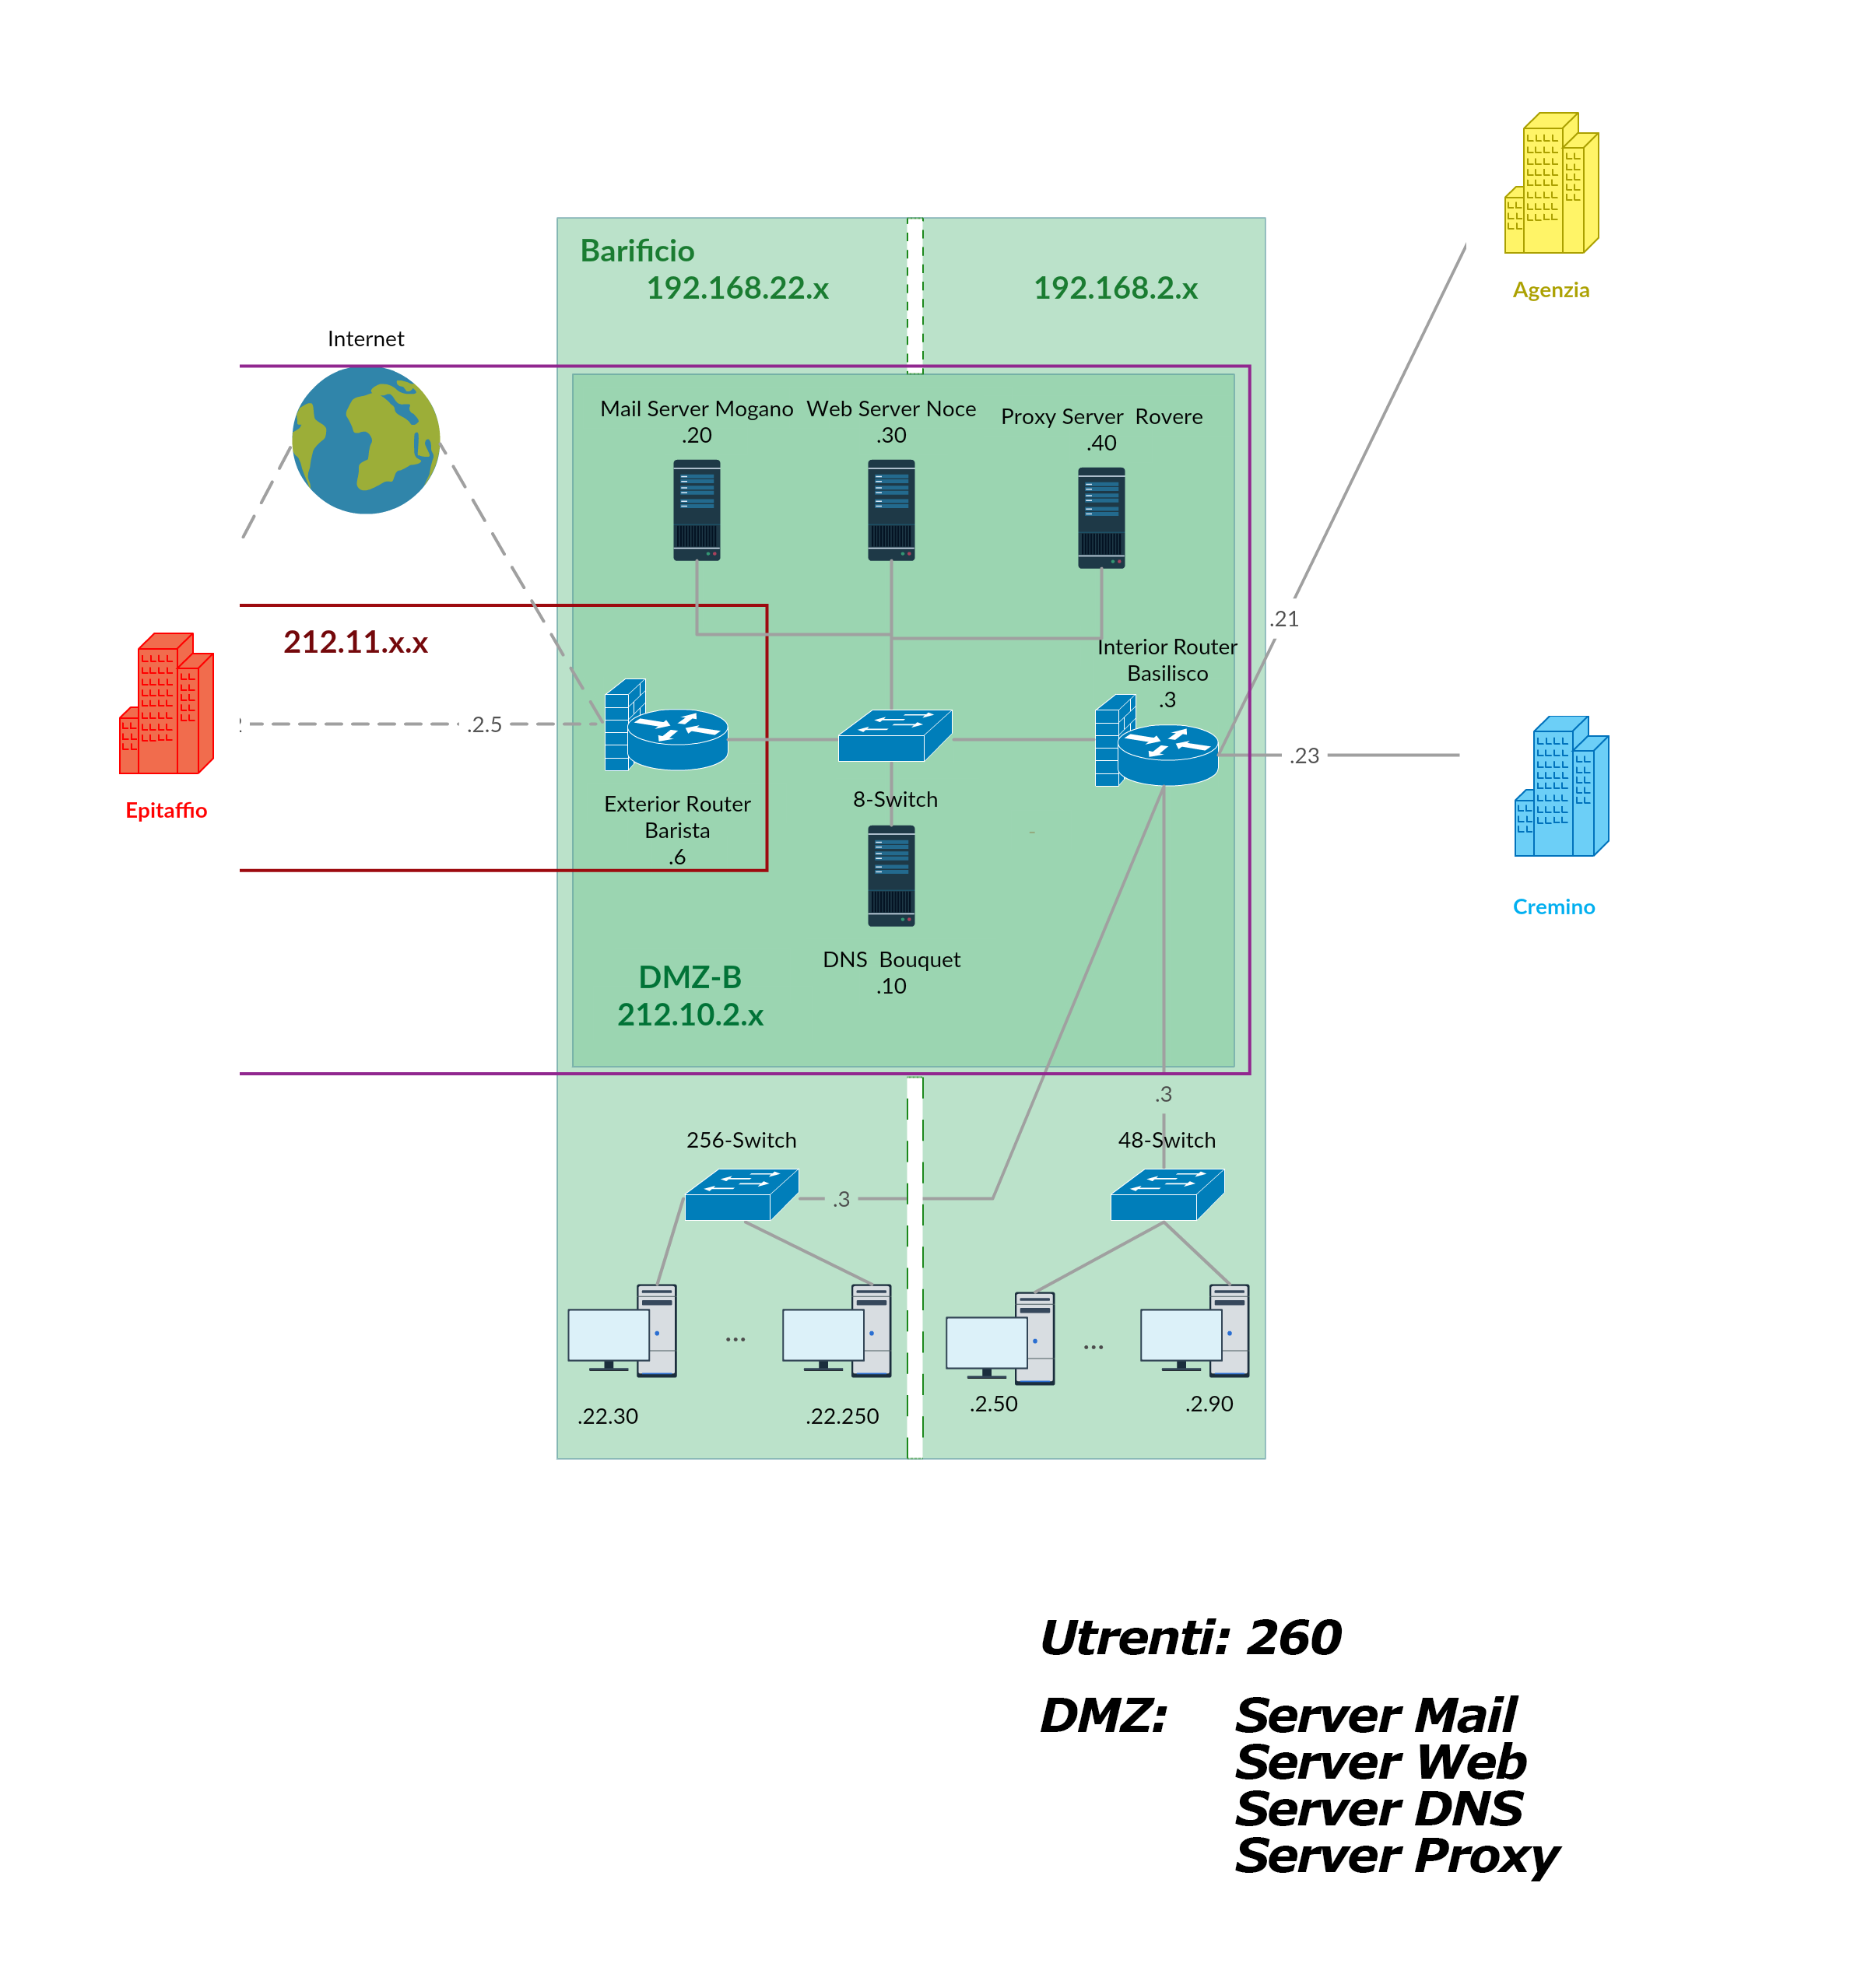 Agenzia
Barificio
192.168.22.x
192.168.2.x
Internet
Mail Server Mogano
.20
Web Server Noce
.30
Proxy Server Rovere
.40
.21
212.11.x.x
Interior Router
Basilisco
.3
.2.5
.23
Epitaffio
Exterior Router
Barista
.6
8-Switch
Cremino
DNS Bouquet
.10
DMZ-B
212.10.2.x
.3
256-Switch
48-Switch
.3
...
...
.22.30
.22.250
.2.50
.2.90
Utrenti: 260
DMZ: Server Mail
Server Web
Server DNS
Server Proxy